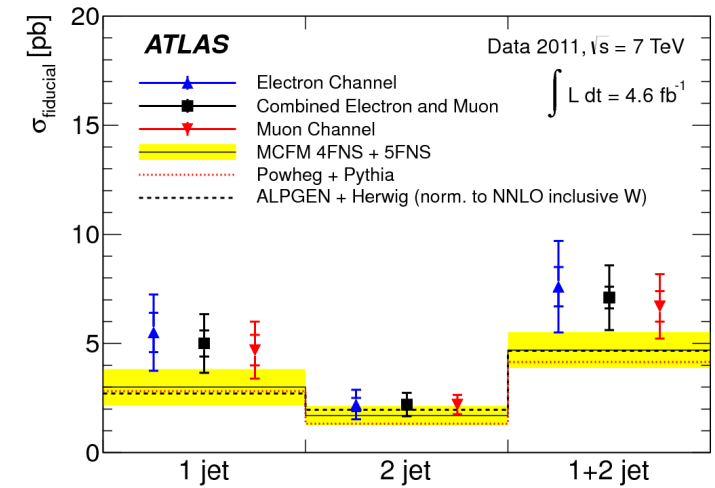 20
15
10
5
0
σfiducial [pb]
ATLAS
Data 2011, √s = 7 TeV
∫ L dt = 4.6 fb-1
Electron Channel
Combined Electron and Muon
Muon Channel
MCFM 4FNS + 5FNS
Powheg + Pythia
ALPGEN + Herwig (norm. to NNLO inclusive W)
1 jet
2 jet
1+2 jet